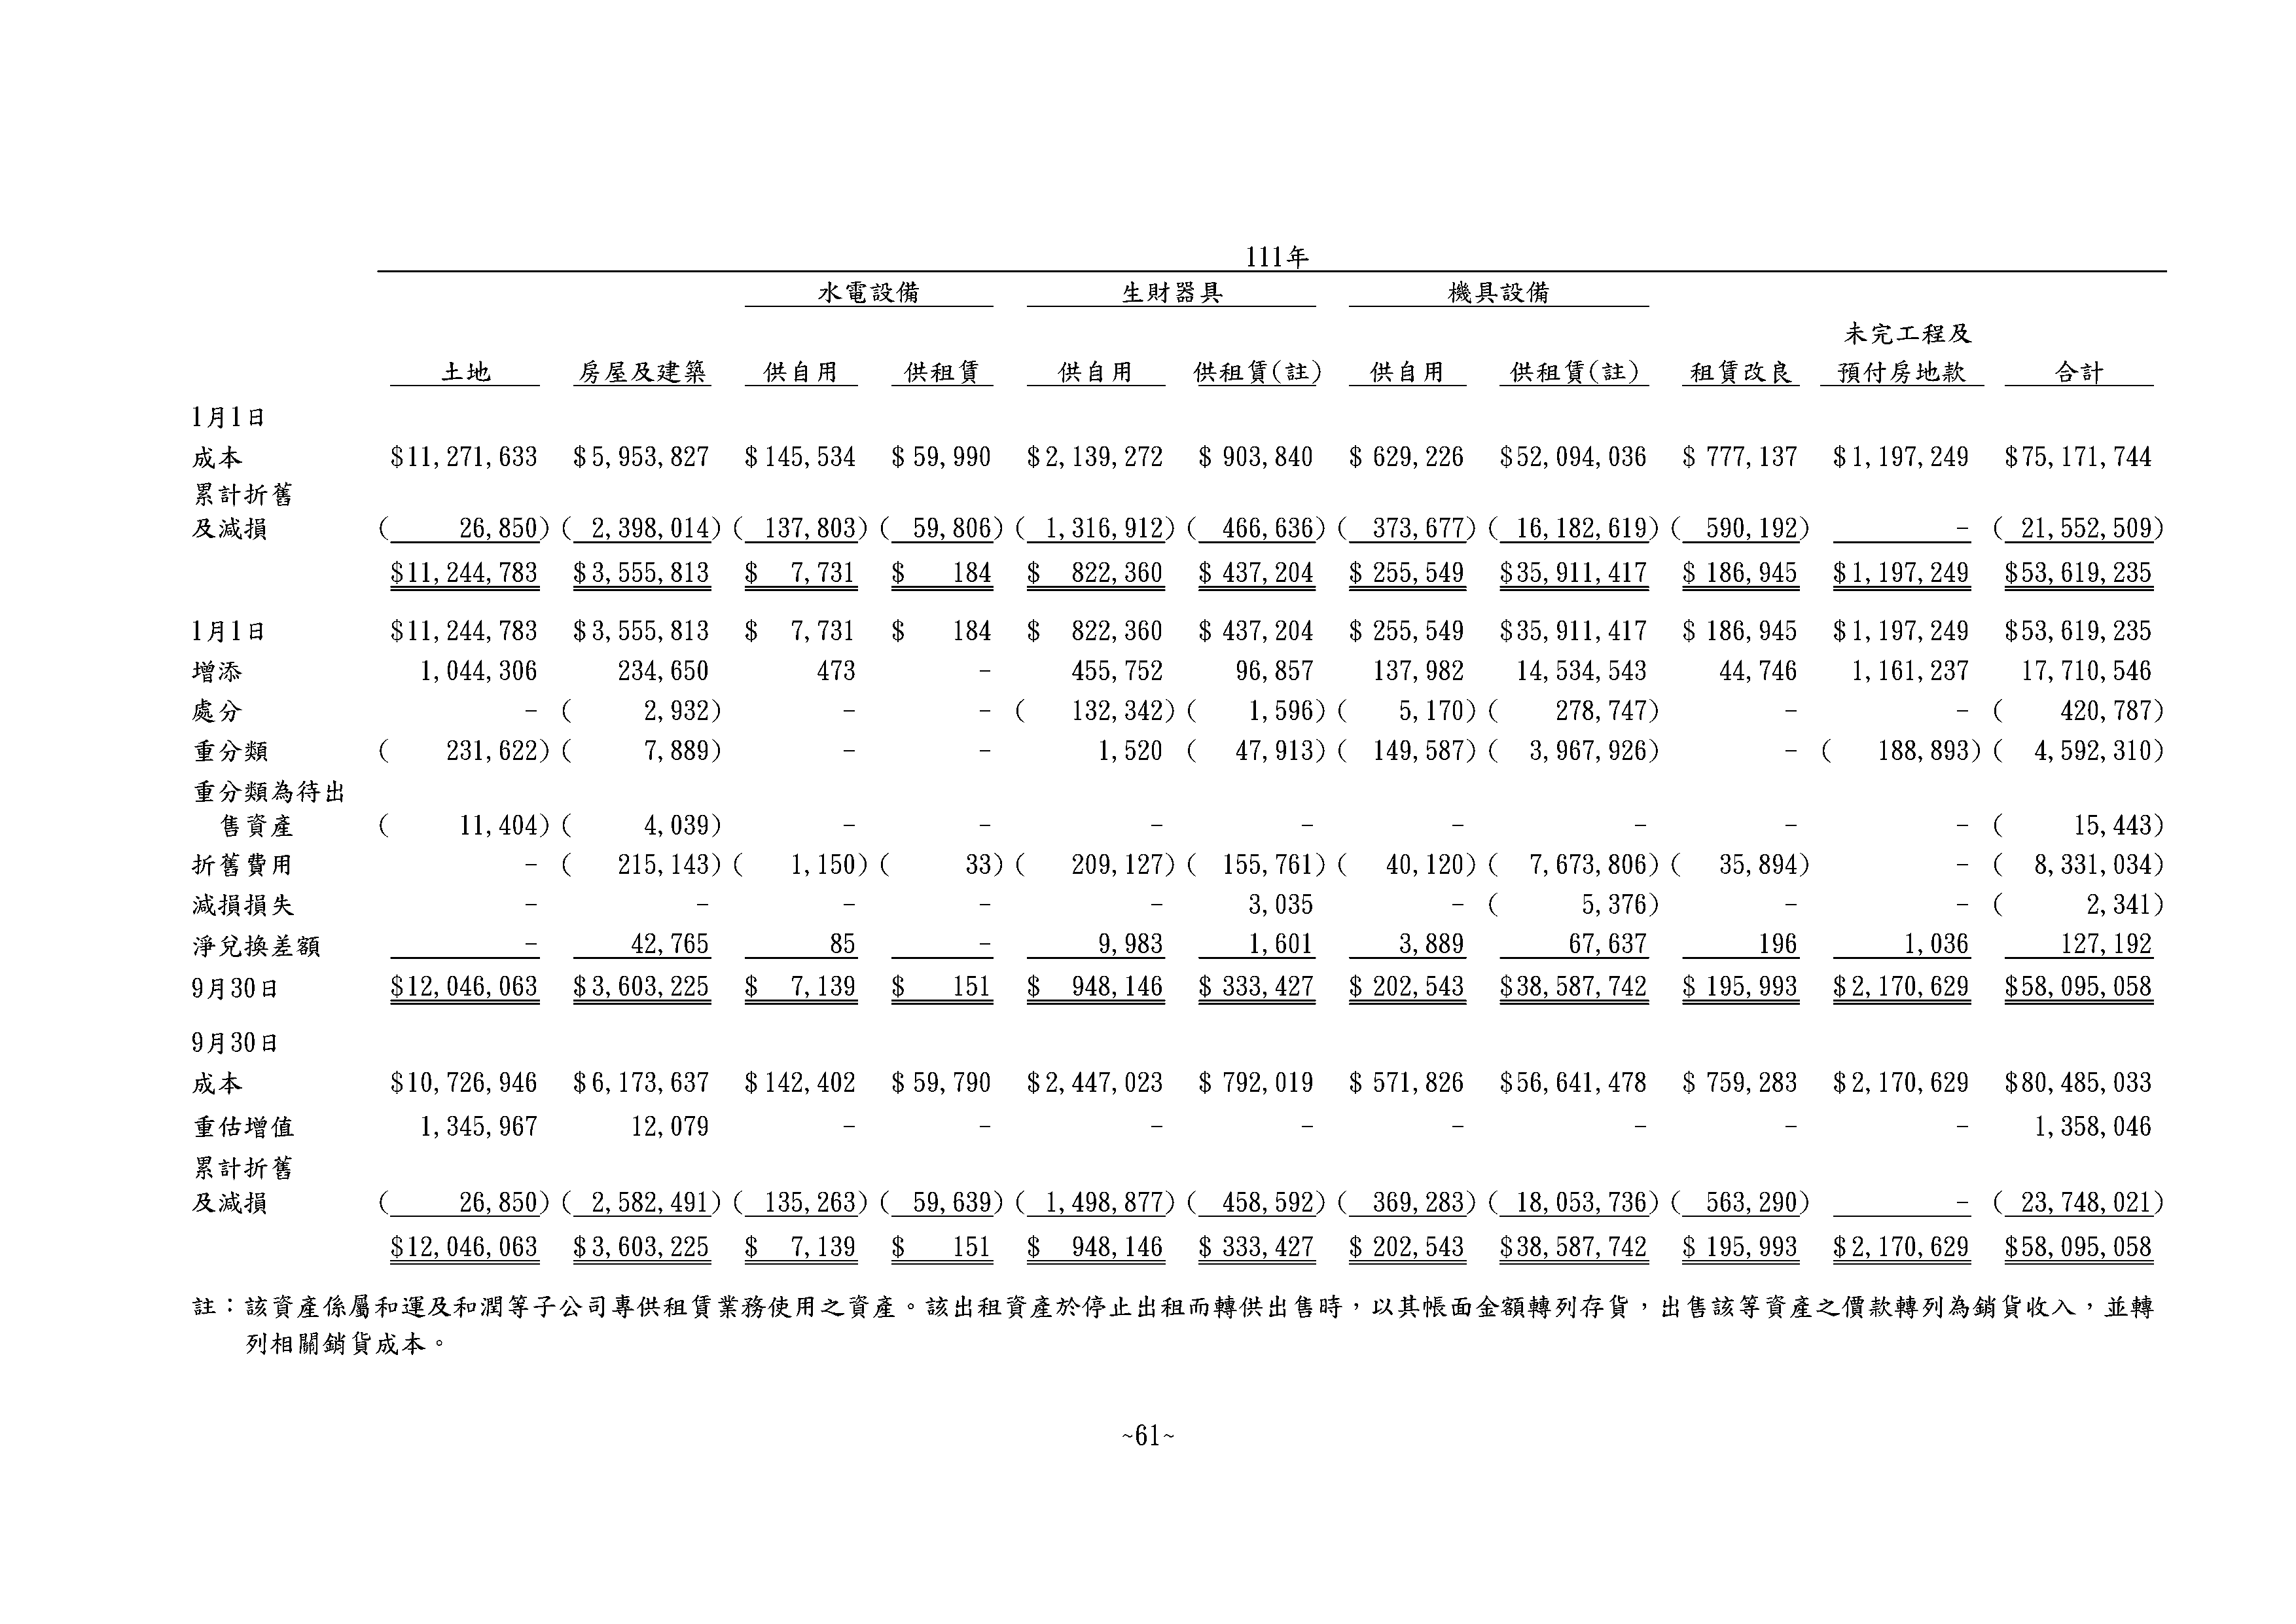 111年
水電設備 生財器具 機具設備
未完工程及
土地 房屋及建築 供自用 供租賃 供自用 供租賃(註) 供自用 供租賃(註) 租賃改良 預付房地款 合計
1月1日
成本 $11,271,633 $5,953,827 $145,534 $59,990 $2,139,272 $903,840 $629,226 $52,094,036 $777,137 $1,197,249 $75,171,744
累計折舊
及減損 ( 26,850) ( 2,398,014) ( 137,803) ( 59,806) ( 1,316,912) ( 466,636) ( 373,677) ( 16,182,619) ( 590,192) - ( 21,552,509)
$11,244,783 $3,555,813 $ 7,731 $ 184 $ 822,360 $437,204 $255,549 $35,911,417 $186,945 $1,197,249 $53,619,235
1月1日 $11,244,783 $3,555,813 $ 7,731 $ 184 $ 822,360 $437,204 $255,549 $35,911,417 $186,945 $1,197,249 $53,619,235
增添 1,044,306 234,650 473 - 455,752 96,857 137,982 14,534,543 44,746 1,161,237 17,710,546
處分 - ( 2,932) - - ( 132,342) ( 1,596) ( 5,170) ( 278,747) - - ( 420,787)
重分類 ( 231,622) ( 7,889) - - 1,520 ( 47,913) ( 149,587) ( 3,967,926) - ( 188,893) ( 4,592,310)
重分類為待出
售資產 ( 11,404) ( 4,039) - - - - - - - - ( 15,443)
折舊費用 - ( 215,143) ( 1,150) ( 33) ( 209,127) ( 155,761) ( 40,120) ( 7,673,806) ( 35,894) - ( 8,331,034)
減損損失 - - - - - 3,035 - ( 5,376) - - ( 2,341)
淨兌換差額 - 42,765 85 - 9,983 1,601 3,889 67,637 196 1,036 127,192
9月30日 $12,046,063 $3,603,225 $ 7,139 $ 151 $ 948,146 $333,427 $202,543 $38,587,742 $195,993 $2,170,629 $58,095,058
9月30日
成本 $10,726,946 $6,173,637 $142,402 $59,790 $2,447,023 $792,019 $571,826 $56,641,478 $759,283 $2,170,629 $80,485,033
重估增值 1,345,967 12,079 - - - - - - - - 1,358,046
累計折舊
及減損 ( 26,850) ( 2,582,491) ( 135,263) ( 59,639) ( 1,498,877) ( 458,592) ( 369,283) ( 18,053,736) ( 563,290) - ( 23,748,021)
$12,046,063 $3,603,225 $ 7,139 $ 151 $ 948,146 $333,427 $202,543 $38,587,742 $195,993 $2,170,629 $58,095,058
註：該資產係屬和運及和潤等子公司專供租賃業務使用之資產。該出租資產於停止出租而轉供出售時，以其帳面金額轉列存貨，出售該等資產之價款轉列為銷貨收入，並轉
列相關銷貨成本。
~61~